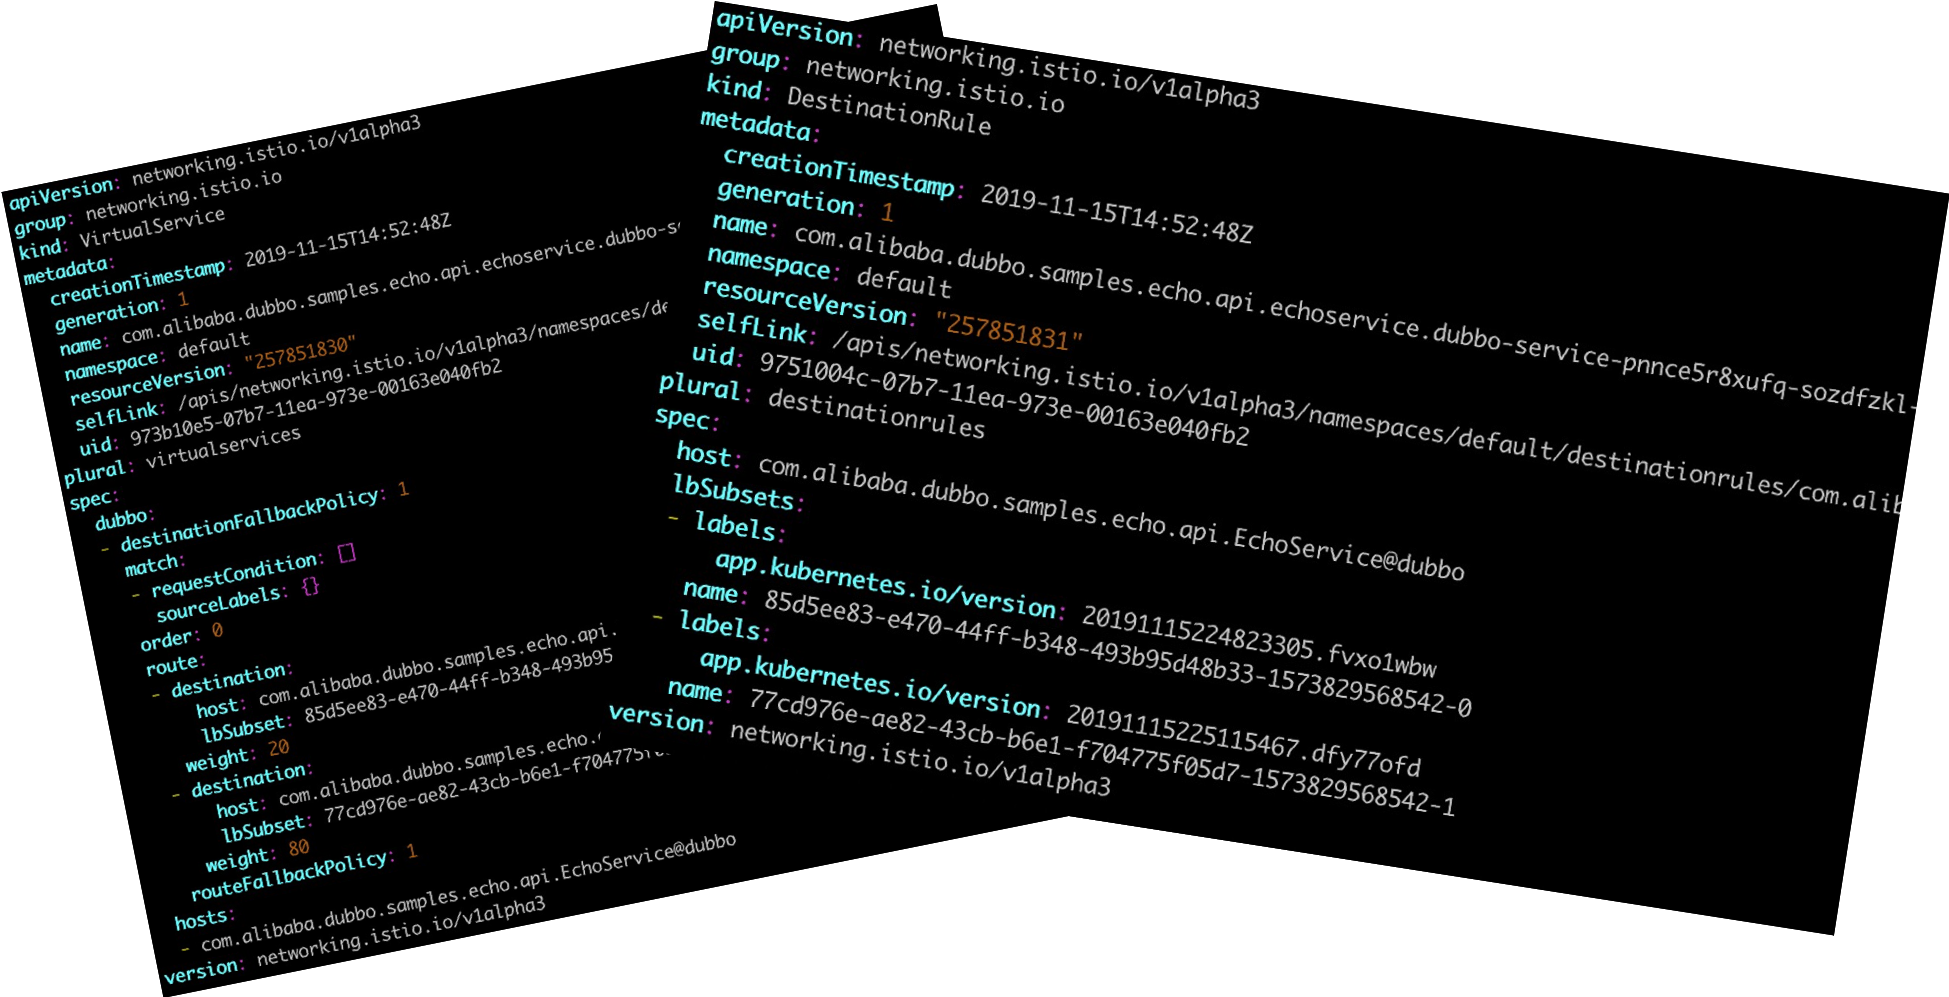 apiVersion: networking.istio.io/v1alpha3
group: networking.istio.io
kind: VirtualService
metadata:
creationTimestamp: 2019-11-15T14:52:48Z
generation: 1
name: com.alibaba.dubbo.samples.echo.api.echoservice.dubbo-s
namespace: default
resourceVersion: "257851830"
selfLink: /apis/networking.istio.io/v1alpha3/namespaces/de
uid: 973b10e5-07b7-11ea-973e-00163e040fb2
plural: virtualservices
spec:
dubbo:
- destinationFallbackPolicy: 1
match:
- requestCondition: []
sourceLabels: {}
order: 0
route:
- destination:
host: com.alibaba.dubbo.samples.echo.api.
lbSubset: 85d5ee83-e470-44ff-b348-493b95
weight: 20
- destination:
host: com.alibaba.dubbo.samples.echo.
lbSubset: 77cd976e-ae82-43cb-b6e1-f704775f0
weight: 80
routeFallbackPolicy: 1
hosts:
- com.alibaba.dubbo.samples.echo.api.EchoService@dubbo
version: networking.istio.io/v1alpha3
apiVersion: networking.istio.io/v1alpha3
group: networking.istio.io
kind: DestinationRule
metadata:
creationTimestamp: 2019-11-15T14:52:48Z
generation: 1
name: com.alibaba.dubbo.samples.echo.api.echoservice.dubbo-service-pnnce5r8xufq-sozdfzkl-
namespace: default
resourceVersion: "257851831"
selfLink: /apis/networking.istio.io/v1alpha3/namespaces/default/destinationrules/com.alib
uid: 9751004c-07b7-11ea-973e-00163e040fb2
plural: destinationrules
spec:
host: com.alibaba.dubbo.samples.echo.api.EchoService@dubbo
lbSubsets:
- labels:
app.kubernetes.io/version: 20191115224823305.fvxo1wbw
name: 85d5ee83-e470-44ff-b348-493b95d48b33-1573829568542-0
- labels:
app.kubernetes.io/version: 20191115225115467.dfy77ofd
name: 77cd976e-ae82-43cb-b6e1-f704775f05d7-1573829568542-1
version: networking.istio.io/v1alpha3